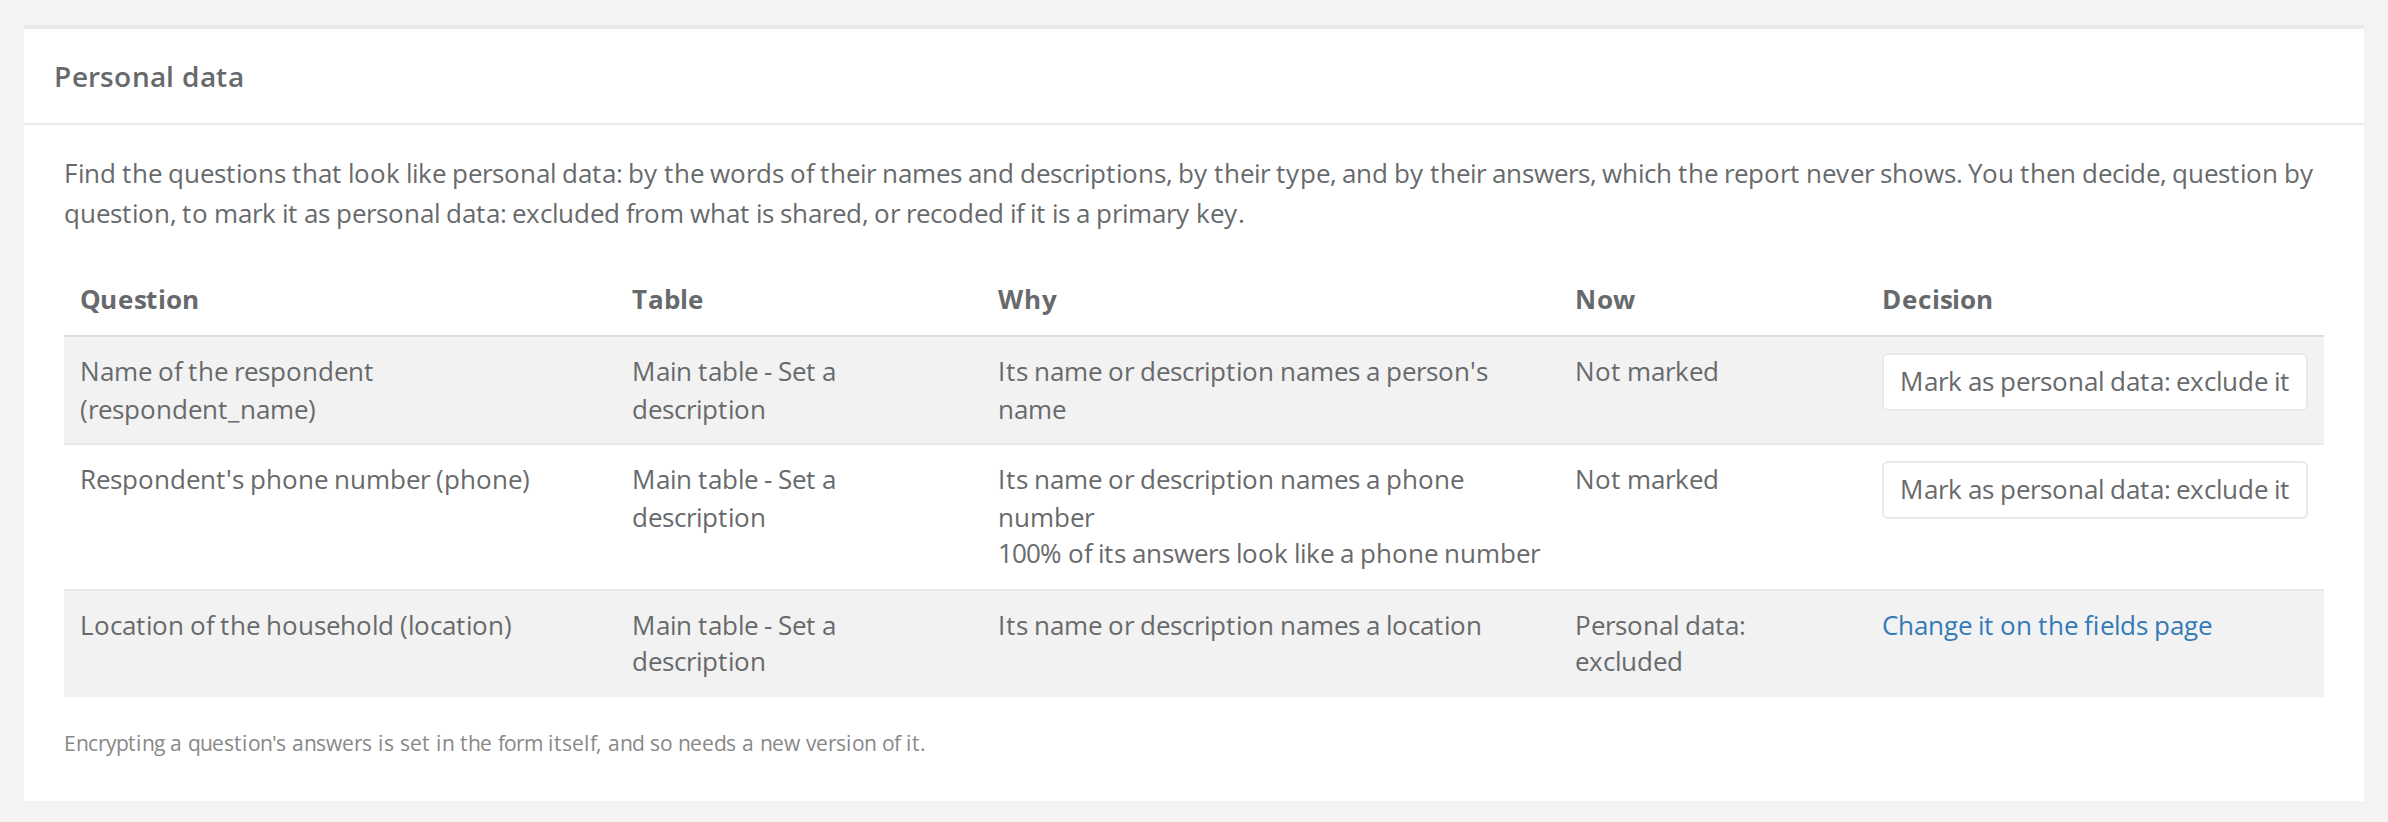 Personal data
Find the questions that look like personal data: by the words of their names and descriptions, by their type, and by their answers, which the report never shows. You then decide, question by
question, to mark it as personal data: excluded from what is shared, or recoded if it is a primary key.
Question Table Why Now Decision
Name of the respondent Main table - Set a Its name or description names a person's Not marked Mark as personal data: exclude it
(respondent_name) description name
Respondent's phone number (phone) Main table - Set a Its name or description names a phone Not marked Mark as personal data: exclude it
description number
100% of its answers look like a phone number
Location of the household (location) Main table - Set a Its name or description names a location Personal data: Change it on the fields page
description excluded
Encrypting a question's answers is set in the form itself, and so needs a new version of it.